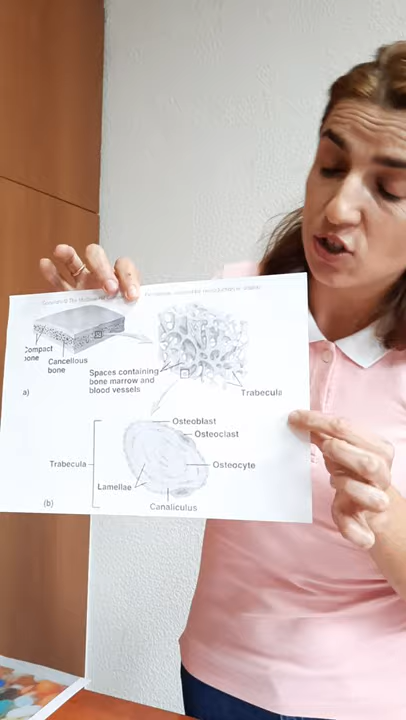 Compact
bone
Cancellous
bone
Spaces containing
bone marrow and
blood vessels
Trabecula
a)
Osteoblast
Osteoclast
Trabecula
Osteocyte
Lamellae
Canaliculus
(b)